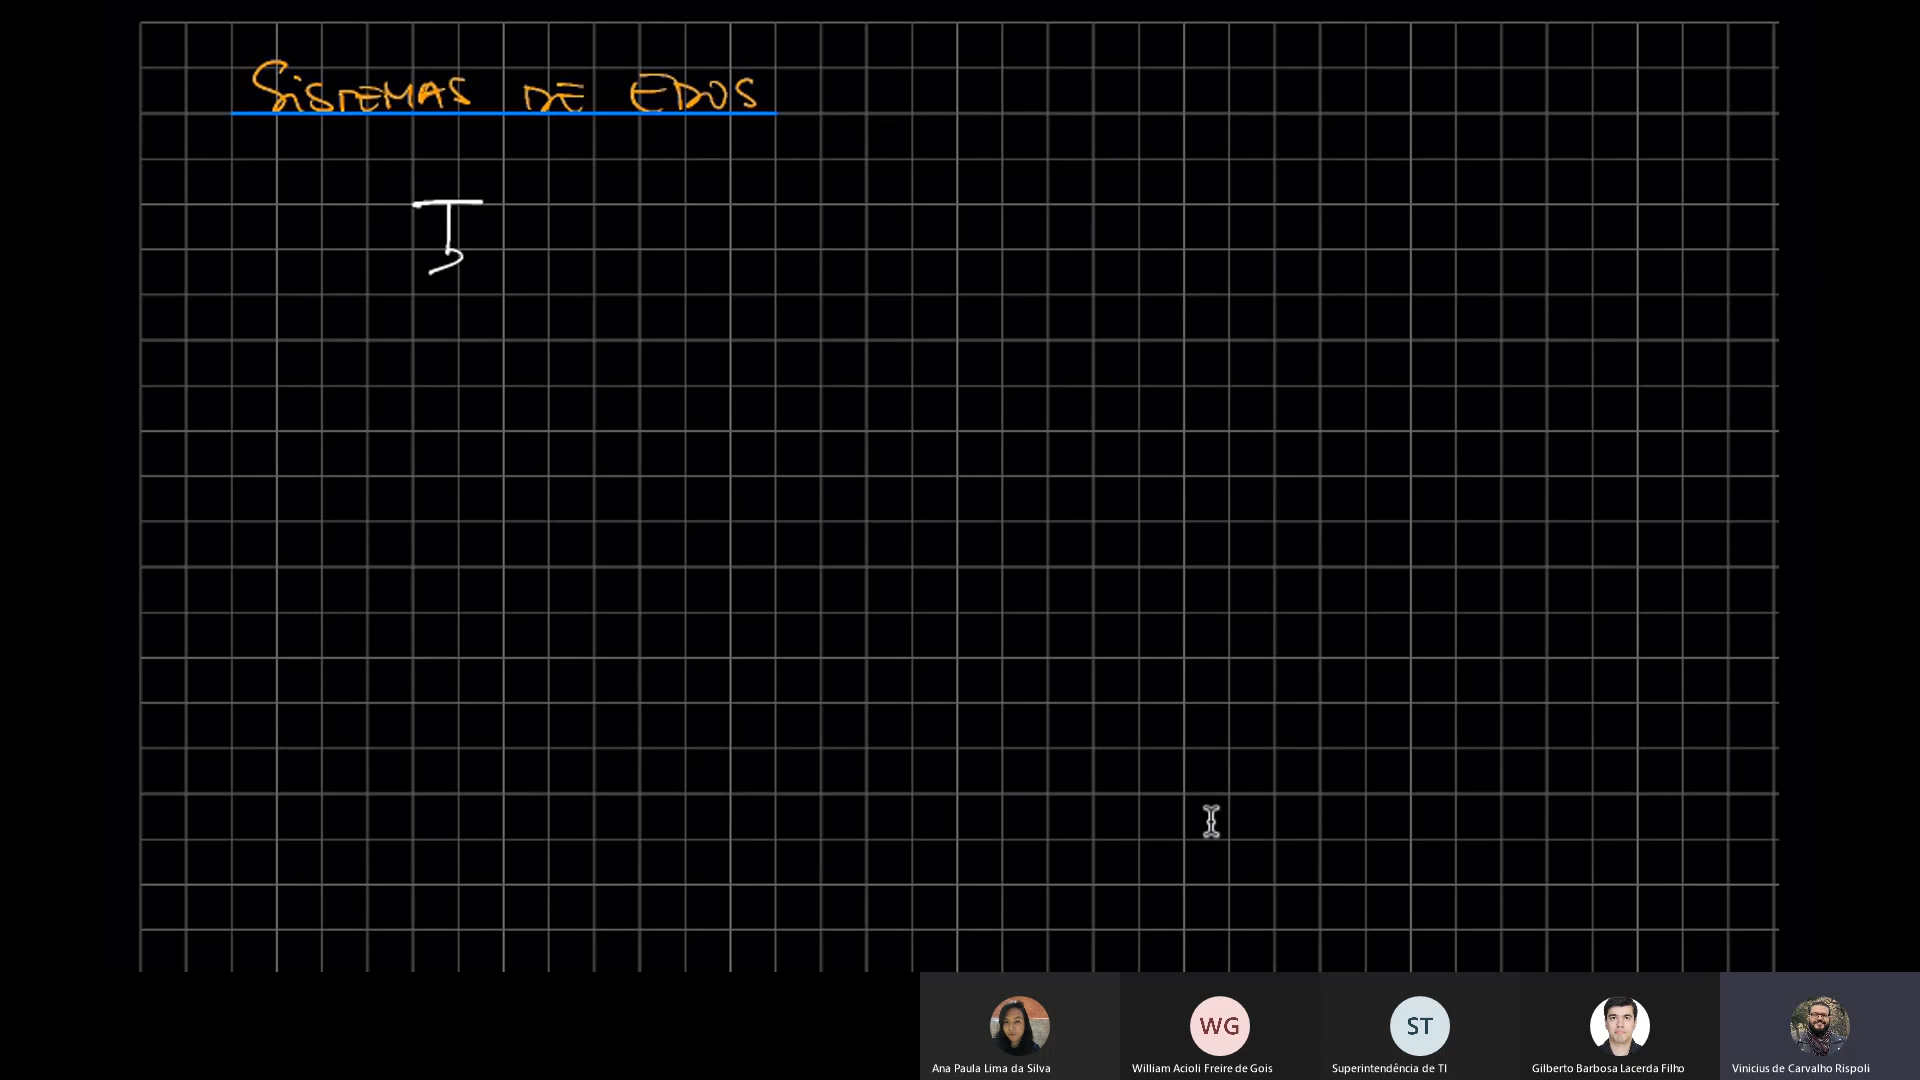 SiSTEMAS DE EDOS
WG
ST
Ana Paula Lima da Silva
William Acioli Freire de Gois
Superintendência de TI
Gilberto Barbosa Lacerda Filho
Vinicius de Carvalho Rispoli